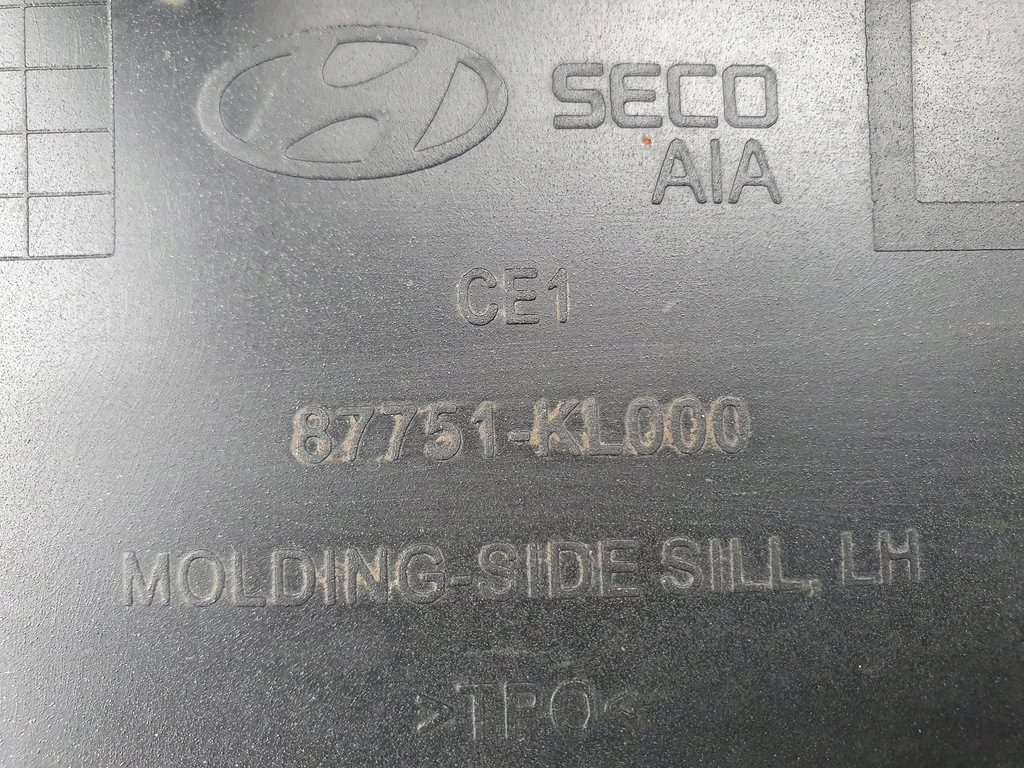 SECO
AIA
CE1
87751-KL000
MOLDING-SIDE SILL, LH
>TPO<